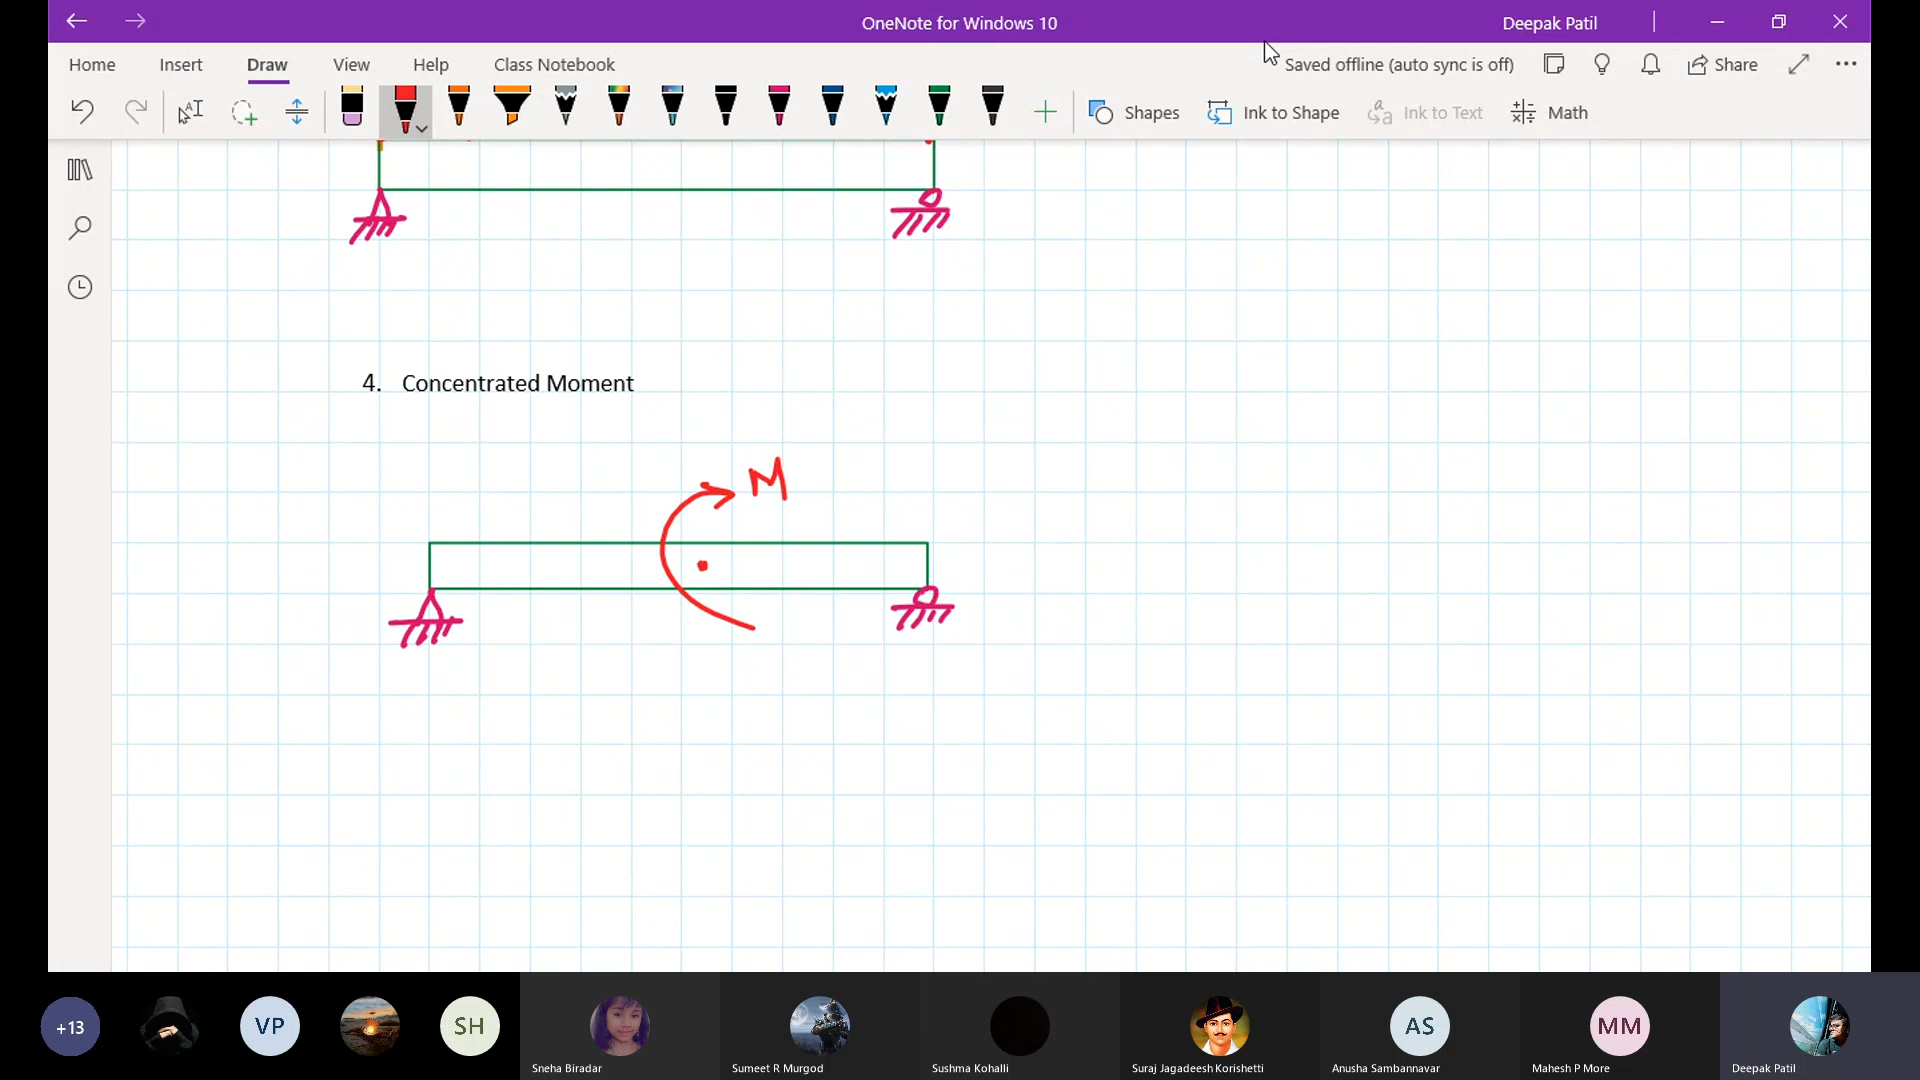 OneNote for Windows 10
Deepak Patil
Home Insert Draw View Help Class Notebook
Saved offline (auto sync is off)
Share
Shapes
Ink to Shape
Ink to Text
Math
4. Concentrated Moment
M
+13
VP
SH
AS
MM
Sneha Biradar
Sumeet R Murgod
Sushma Kohalli
Suraj Jagadeesh Korishetti
Anusha Sambannavar
Mahesh P More
Deepak Patil